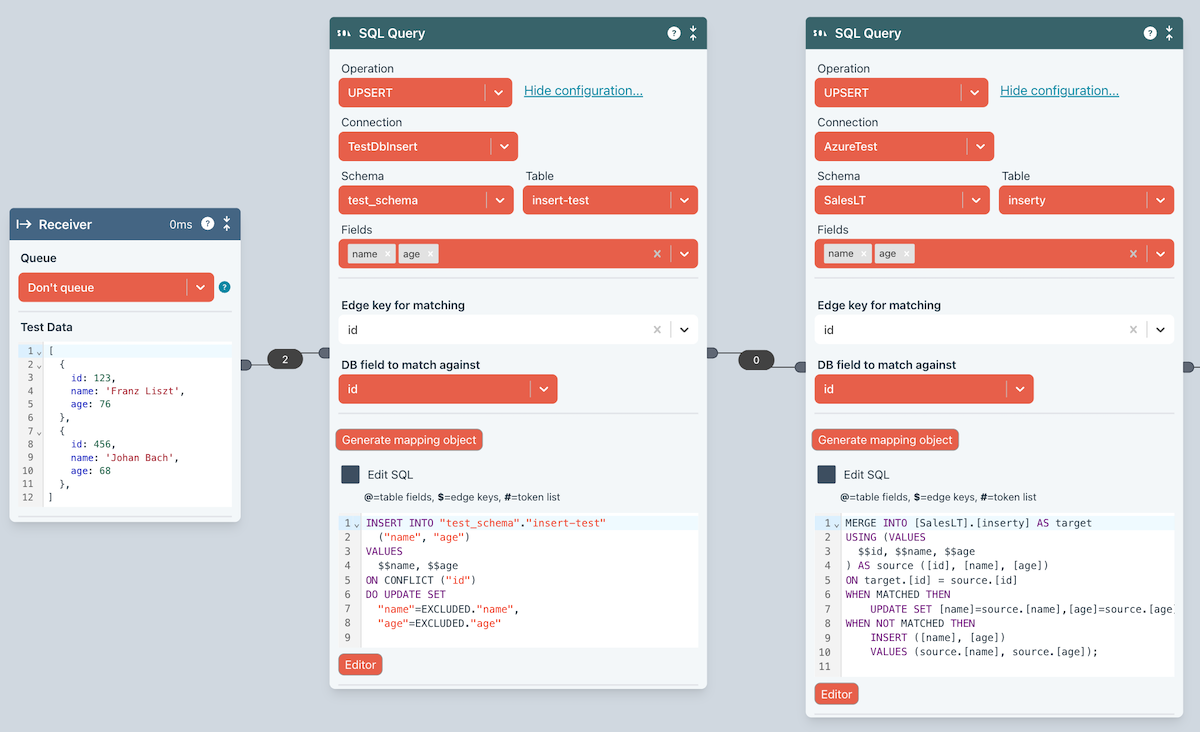 Receiver 0ms ?
Queue
Don't queue ?
Test Data
1 [
2 {
3 id: 123,
4 name: 'Franz Liszt',
5 age: 76
6 },
7 {
8 id: 456,
9 name: 'Johan Bach',
10 age: 68
11 },
12 ]
2
SQL SQL Query ?
Operation
UPSERT Hide configuration...
Connection
TestDbInsert
Schema Table
test_schema insert-test
Fields
name × age × ×
Edge key for matching
id ×
DB field to match against
id
Generate mapping object
Edit SQL
@=table fields, $=edge keys, #=token list
1 INSERT INTO "test_schema"."insert-test"
2 ("name", "age")
3 VALUES
4 $$name, $$age
5 ON CONFLICT ("id")
6 DO UPDATE SET
7 "name"=EXCLUDED."name",
8 "age"=EXCLUDED."age"
9
Editor
0
SQL SQL Query ?
Operation
UPSERT Hide configuration...
Connection
AzureTest
Schema Table
SalesLT inserty
Fields
name × age × ×
Edge key for matching
id ×
DB field to match against
id
Generate mapping object
Edit SQL
@=table fields, $=edge keys, #=token list
1 MERGE INTO [SalesLT].[inserty] AS target
2 USING (VALUES
3 $$id, $$name, $$age
4 ) AS source ([id], [name], [age])
5 ON target.[id] = source.[id]
6 WHEN MATCHED THEN
7 UPDATE SET [name]=source.[name],[age]=source.[age
8 WHEN NOT MATCHED THEN
9 INSERT ([name], [age])
10 VALUES (source.[name], source.[age]);
11
Editor